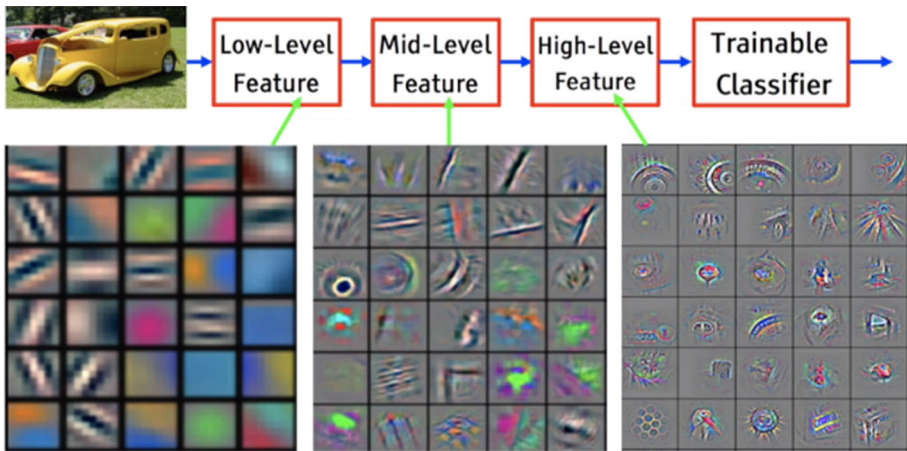 Low-Level
Feature
Mid-Level
Feature
High-Level
Feature
Trainable
Classifier